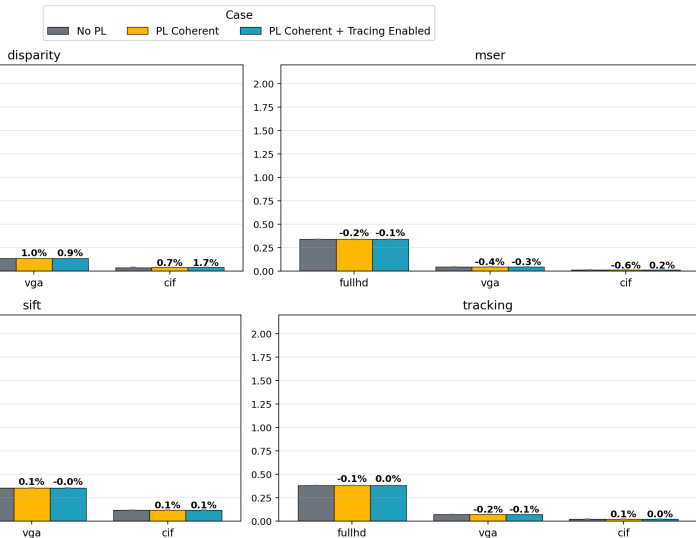 Case
No PL PL Coherent PL Coherent + Tracing Enabled
disparity
1.0% 0.9% 0.7% 1.7%
vga cif
mser
2.00
1.75
1.50
1.25
1.00
0.75
0.50
0.25
0.00
-0.2% -0.1% -0.4% -0.3% -0.6% 0.2%
fullhd vga cif
sift
0.1% -0.0% 0.1% 0.1%
vga cif
tracking
2.00
1.75
1.50
1.25
1.00
0.75
0.50
0.25
0.00
-0.1% 0.0% -0.2% -0.1% 0.1% 0.0%
fullhd vga cif